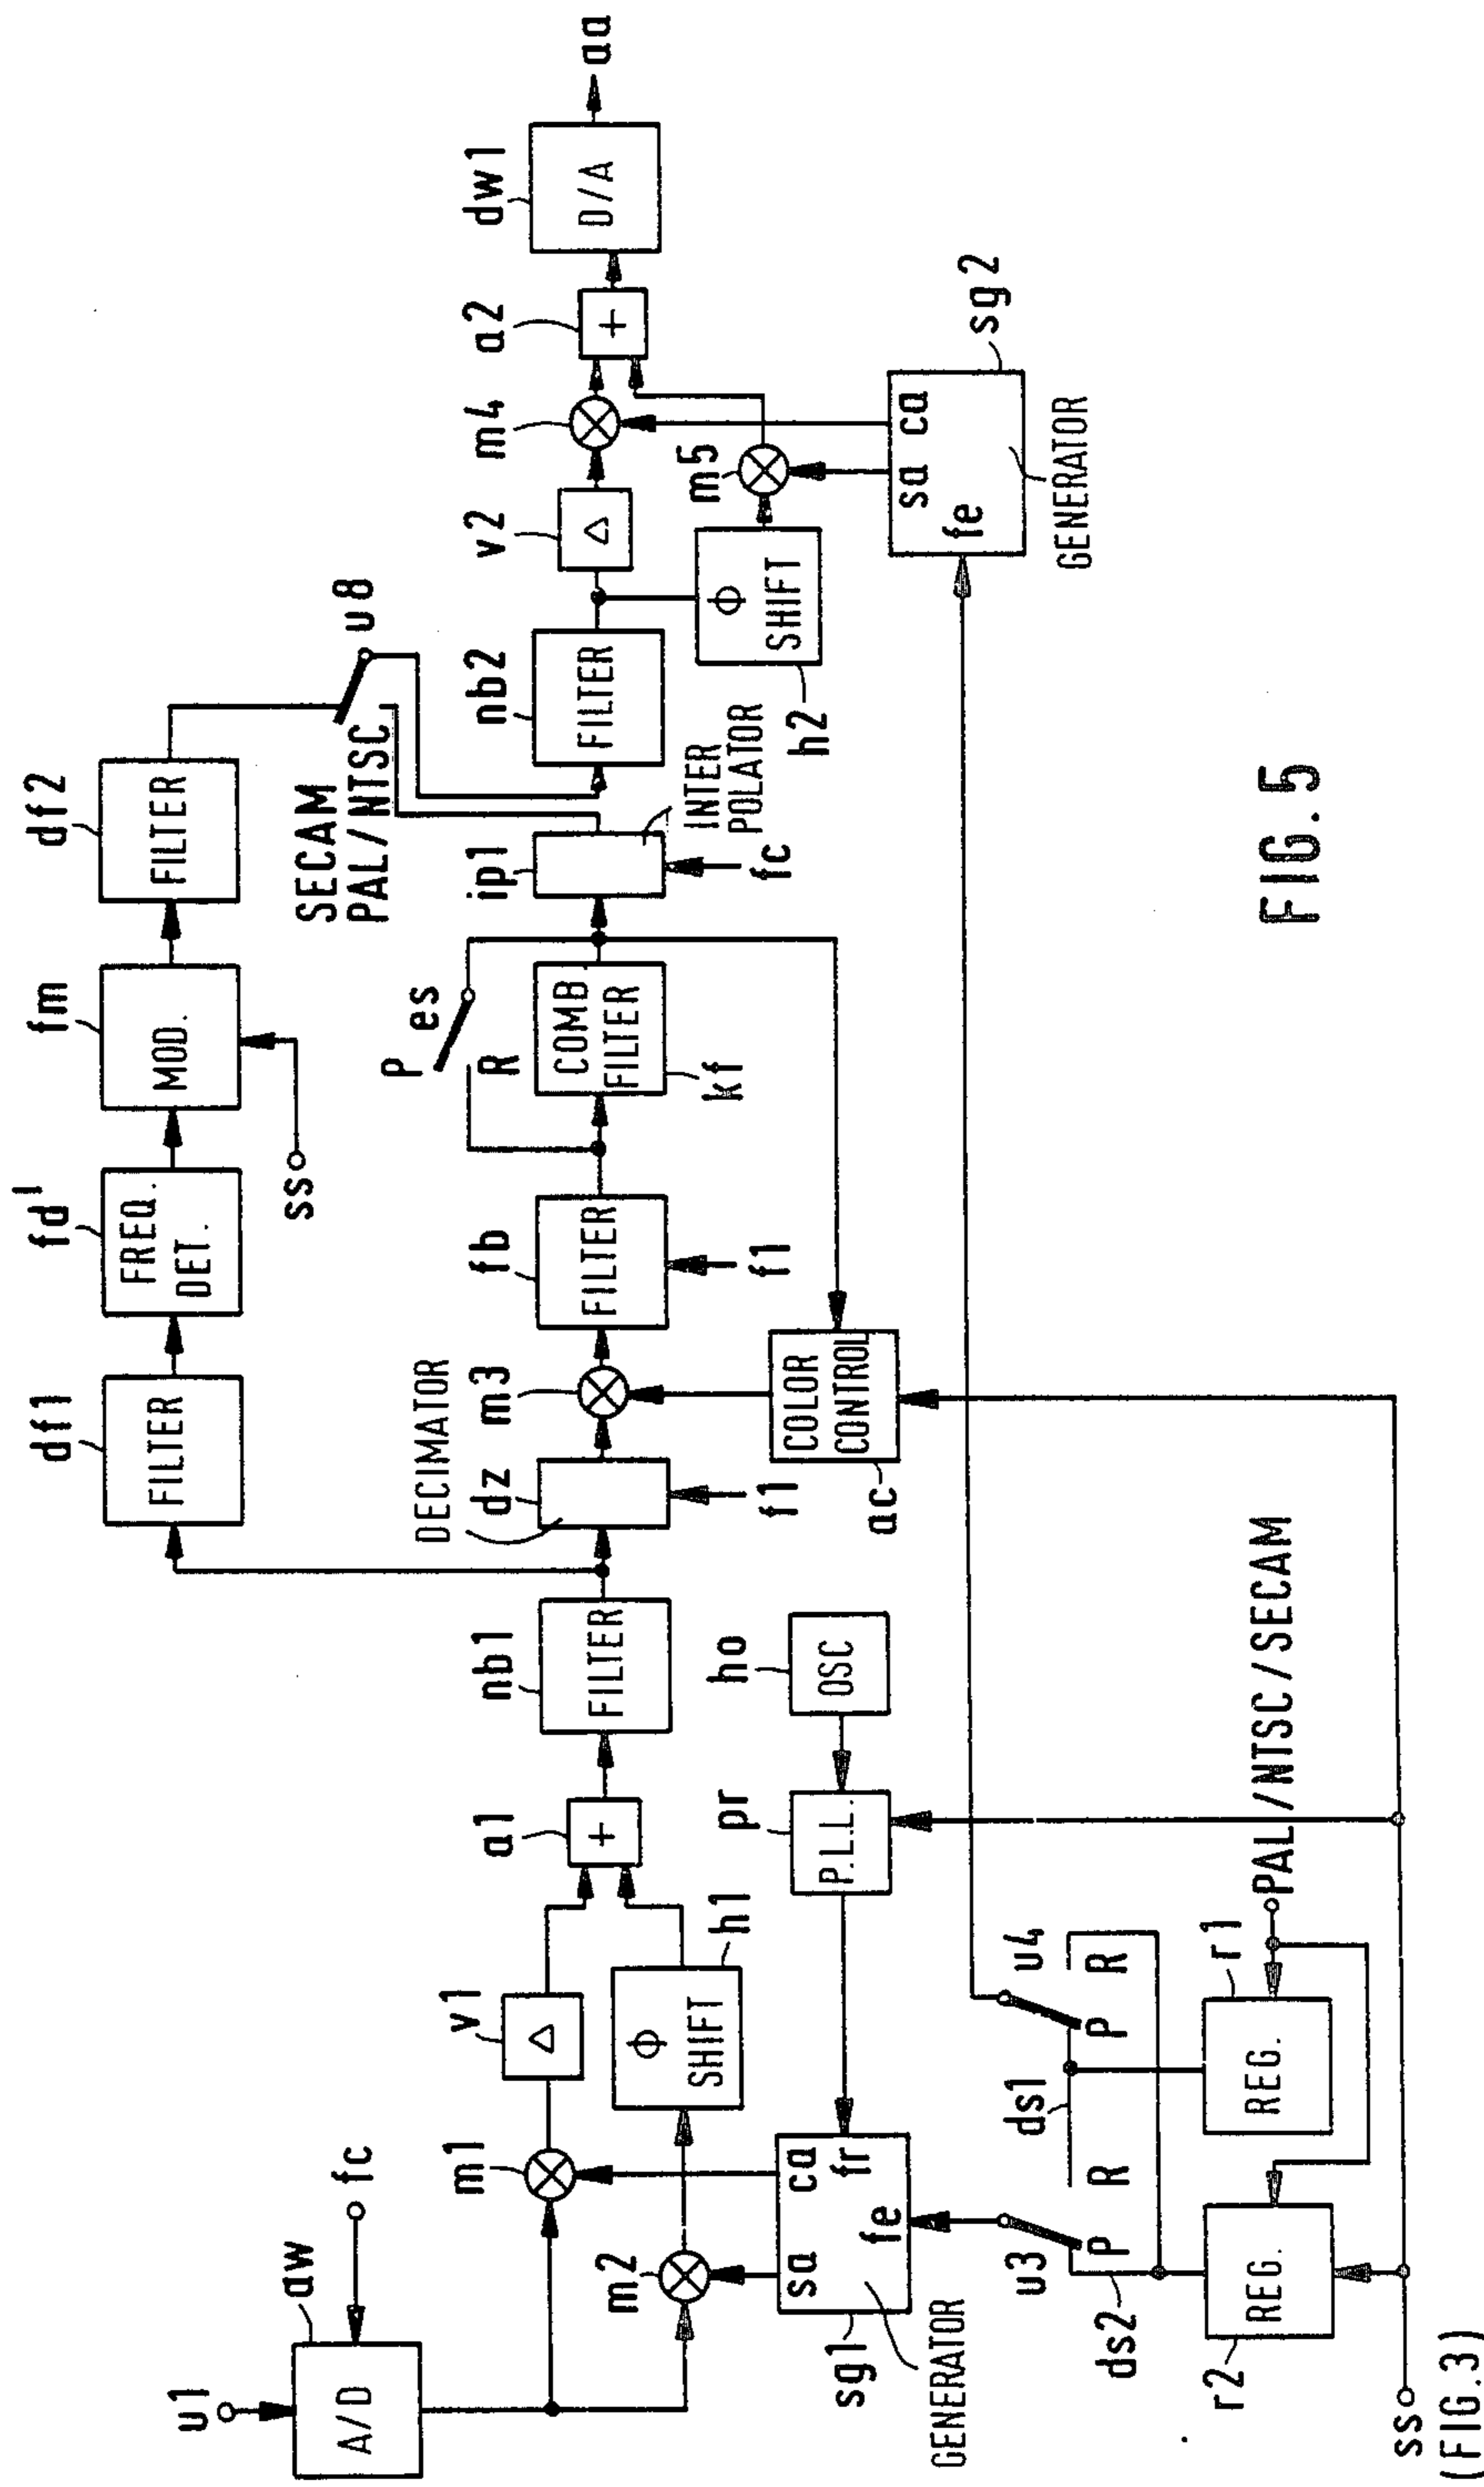 df1
FILTER
fd1
FREQ.
DET.
fm
MOD.
df2
FILTER
ss
SECAM
PAL/NTSC
u8
u1
aw
A/D
fc
m1
v1
Δ
a1
+
nb1
FILTER
DECIMATOR
dz
f1
m3
fb
FILTER
f1
P
es
R
COMB
FILTER
kf
ip1
INTER
POLATOR
fc
nb2
FILTER
v2
Δ
m4
a2
+
dw1
D/A
aa
m2
ϕ
SHIFT
h1
pr
P.L.L.
ho
OSC
COLOR
CONTROL
ac
h2
ϕ
SHIFT
m5
sa
ca
fe
sg2
GENERATOR
sa
ca
fe
fr
sg1
GENERATOR
u3
P
R
ds1
u4
P
R
ds2
r2
REG.
r1
REG.
PAL/NTSC/SECAM
ss
(FIG.3)
FIG.5